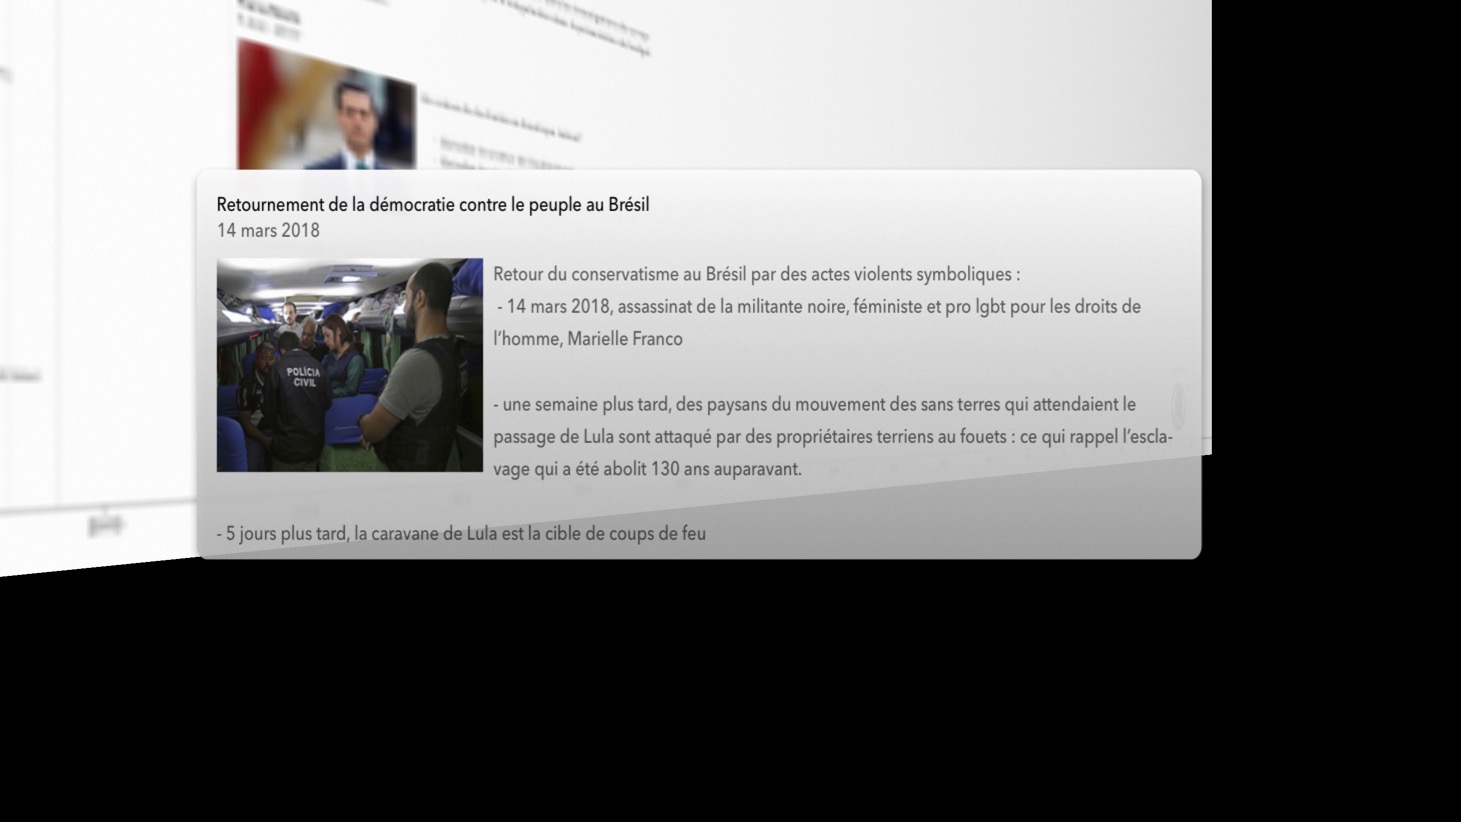 Retournement de la démocratie contre le peuple au Brésil
14 mars 2018
Retour du conservatisme au Brésil par des actes violents symboliques :
- 14 mars 2018, assassinat de la militante noire, féministe et pro lgbt pour les droits de
l'homme, Marielle Franco
POLÍCIA
CIVIL
- une semaine plus tard, des paysans du mouvement des sans terres qui attendaient le
passage de Lula sont attaqué par des propriétaires terriens au fouets : ce qui rappel l'escla-
vage qui a été abolit 130 ans auparavant.
- 5 jours plus tard, la caravane de Lula est la cible de coups de feu